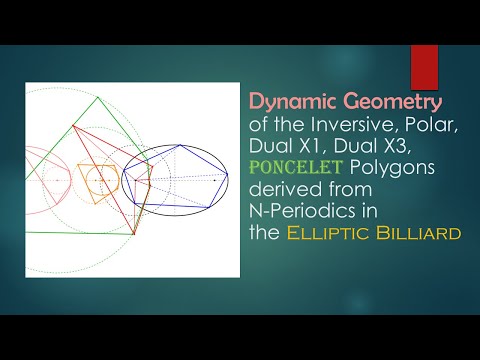 Dynamic Geometry
of the Inversive, Polar,
Dual X1, Dual X3,
PONCELET Polygons
derived from
N-Periodics in
the ELLIPTIC BILLIARD